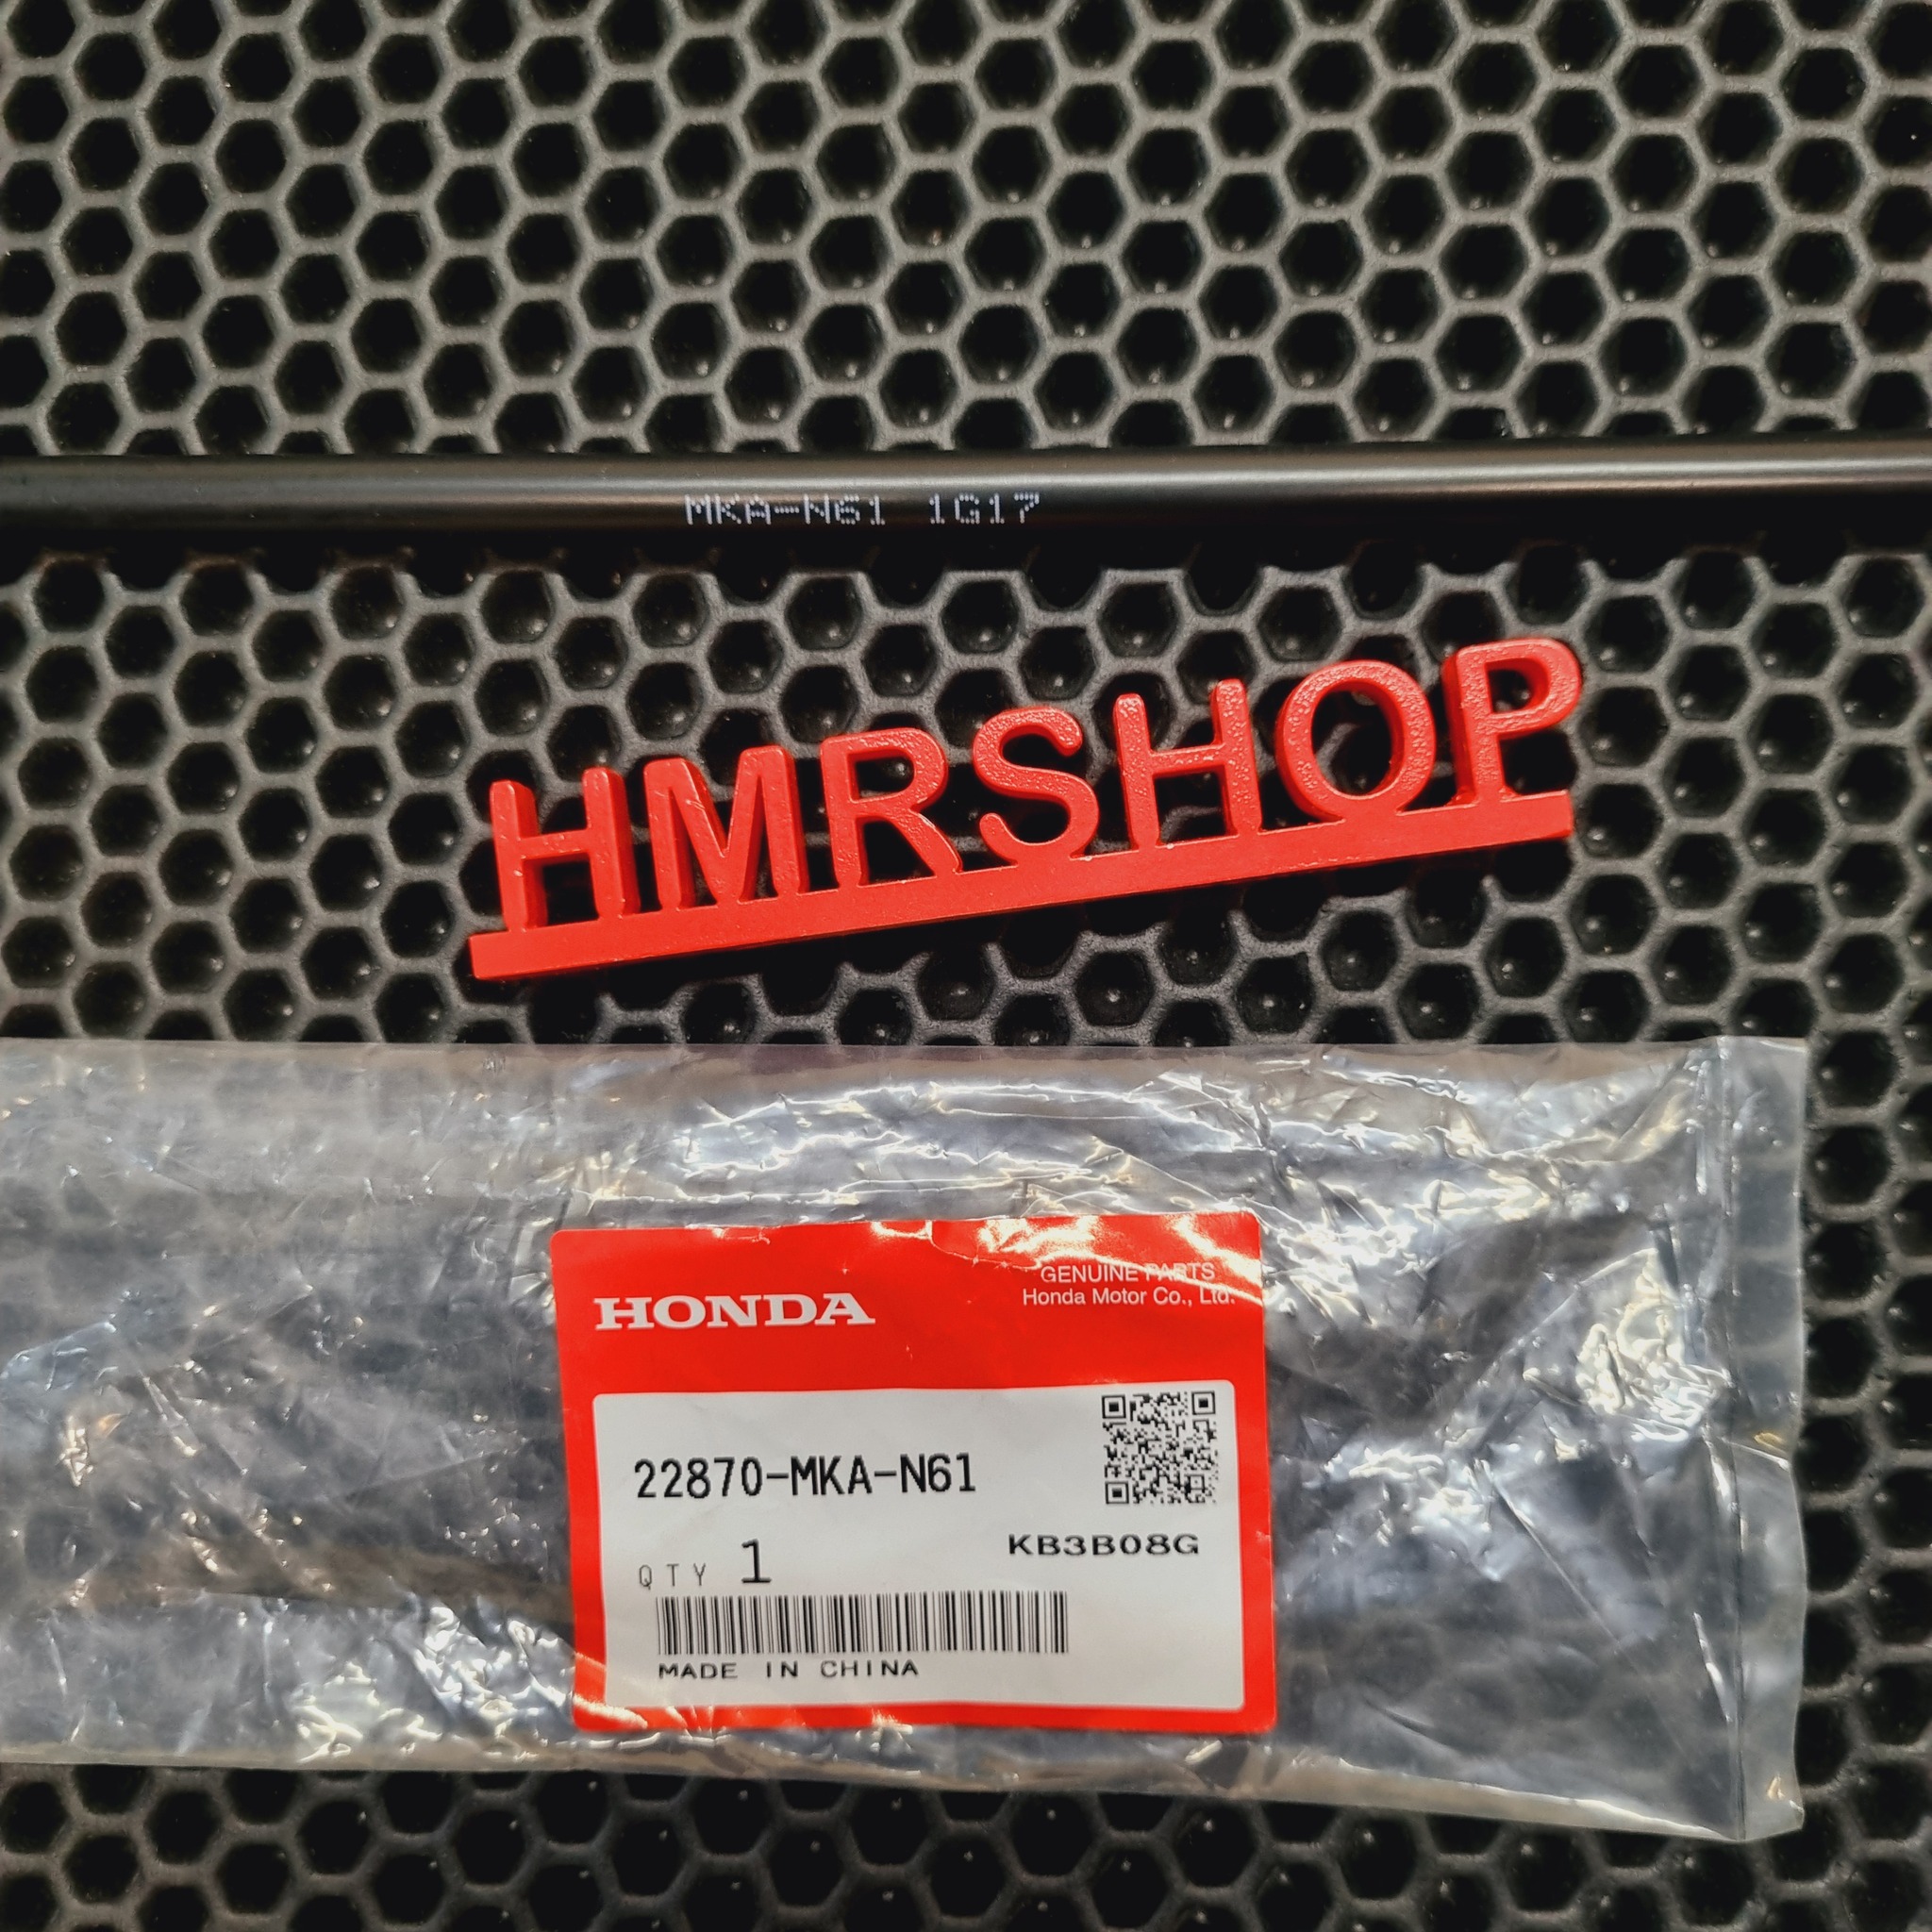 MKA-N61 1G17
HMRSHOP
HONDA
GENUINE PARTS
Honda Motor Co., Ltd.
22870-MKA-N61
KB3B08G
QTY 1
MADE IN CHINA